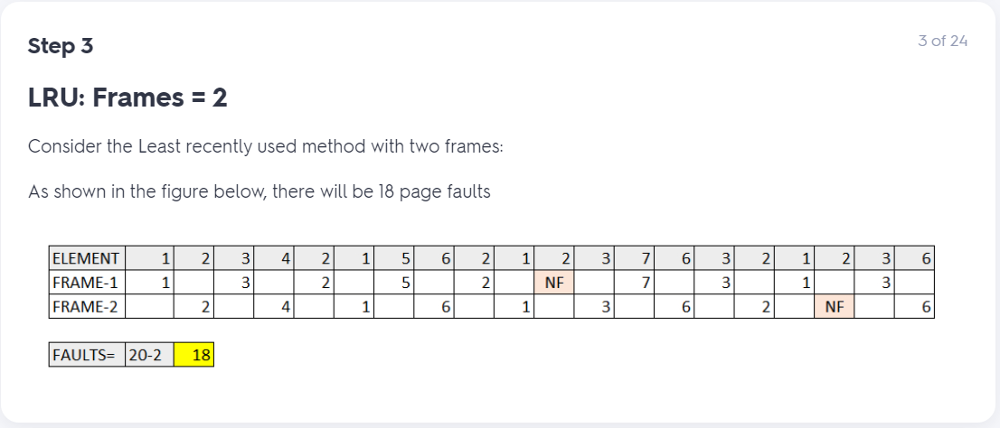 Step 3
3 of 24
LRU: Frames = 2
Consider the Least recently used method with two frames:
As shown in the figure below, there will be 18 page faults
ELEMENT 1 2 3 4 2 1 5 6 2 1 2 3 7 6 3 2 1 2 3 6
FRAME-1 1 3 2 5 2 NF 7 3 1 3
FRAME-2 2 4 1 6 1 3 6 2 NF 6
FAULTS= 20-2 18